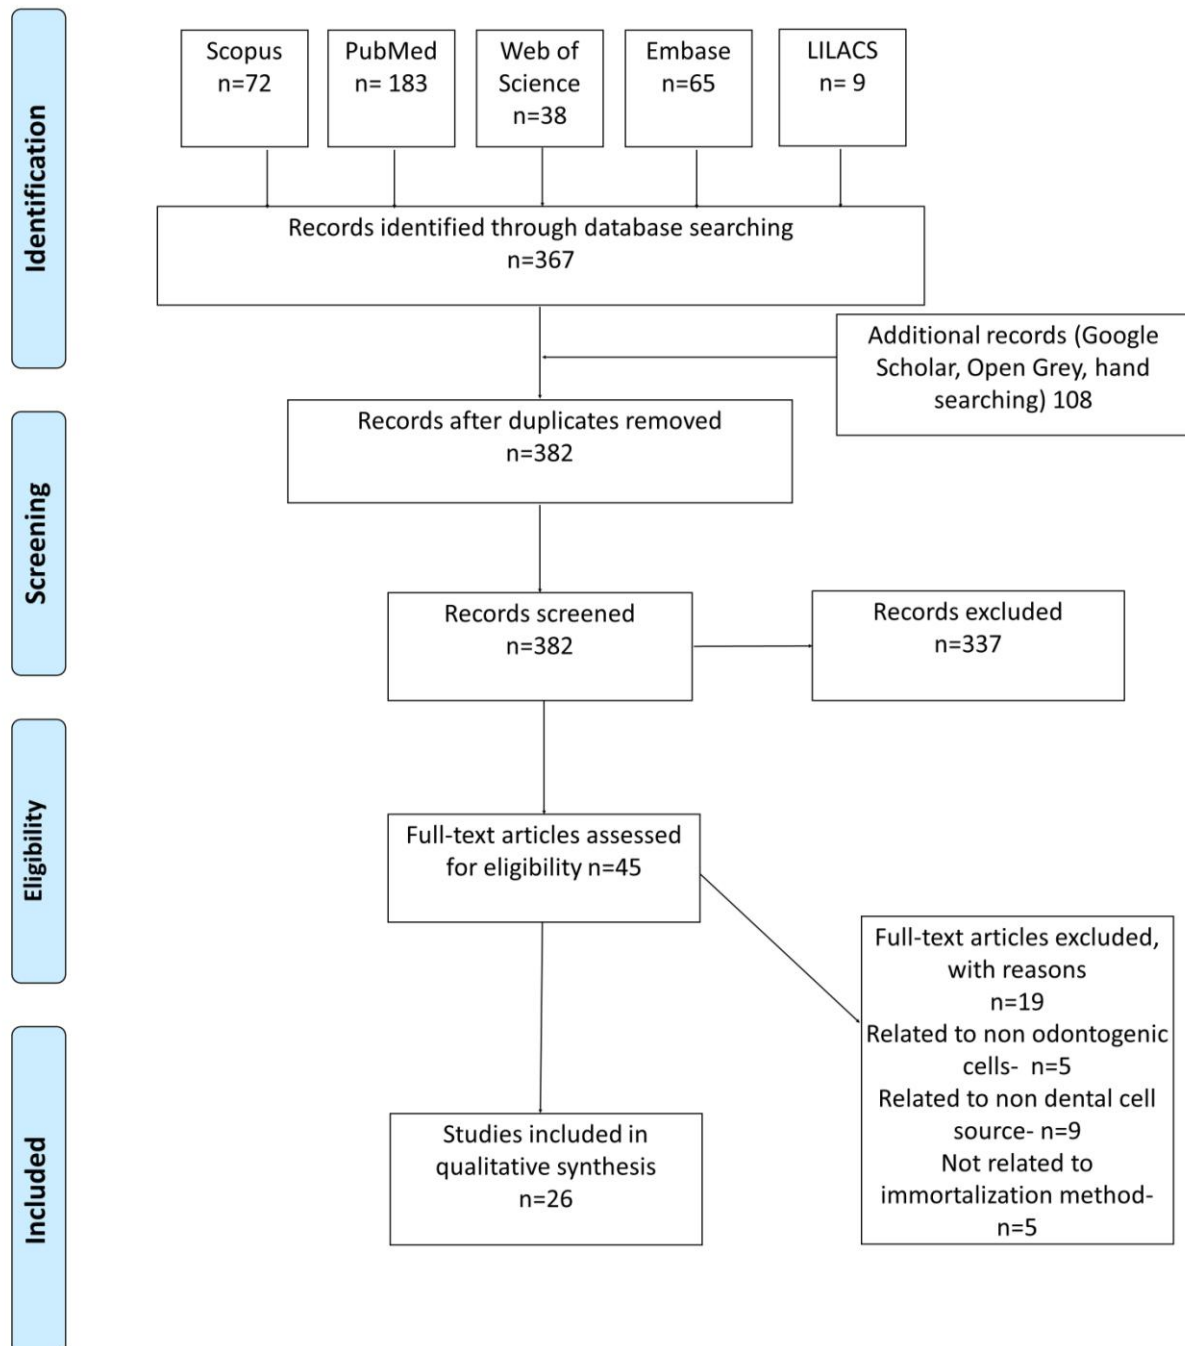 Identification
Scopus
n=72
PubMed
n= 183
Web of
Science
n=38
Embase
n=65
LILACS
n= 9
Records identified through database searching
n=367
Additional records (Google
Scholar, Open Grey, hand
searching) 108
Screening
Records after duplicates removed
n=382
Records screened
n=382
Records excluded
n=337
Eligibility
Full-text articles assessed
for eligibility n=45
Full-text articles excluded,
with reasons
n=19
Related to non odontogenic
cells-  n=5
Related to non dental cell
source- n=9
Not related to
immortalization method-
n=5
Included
Studies included in
qualitative synthesis
n=26